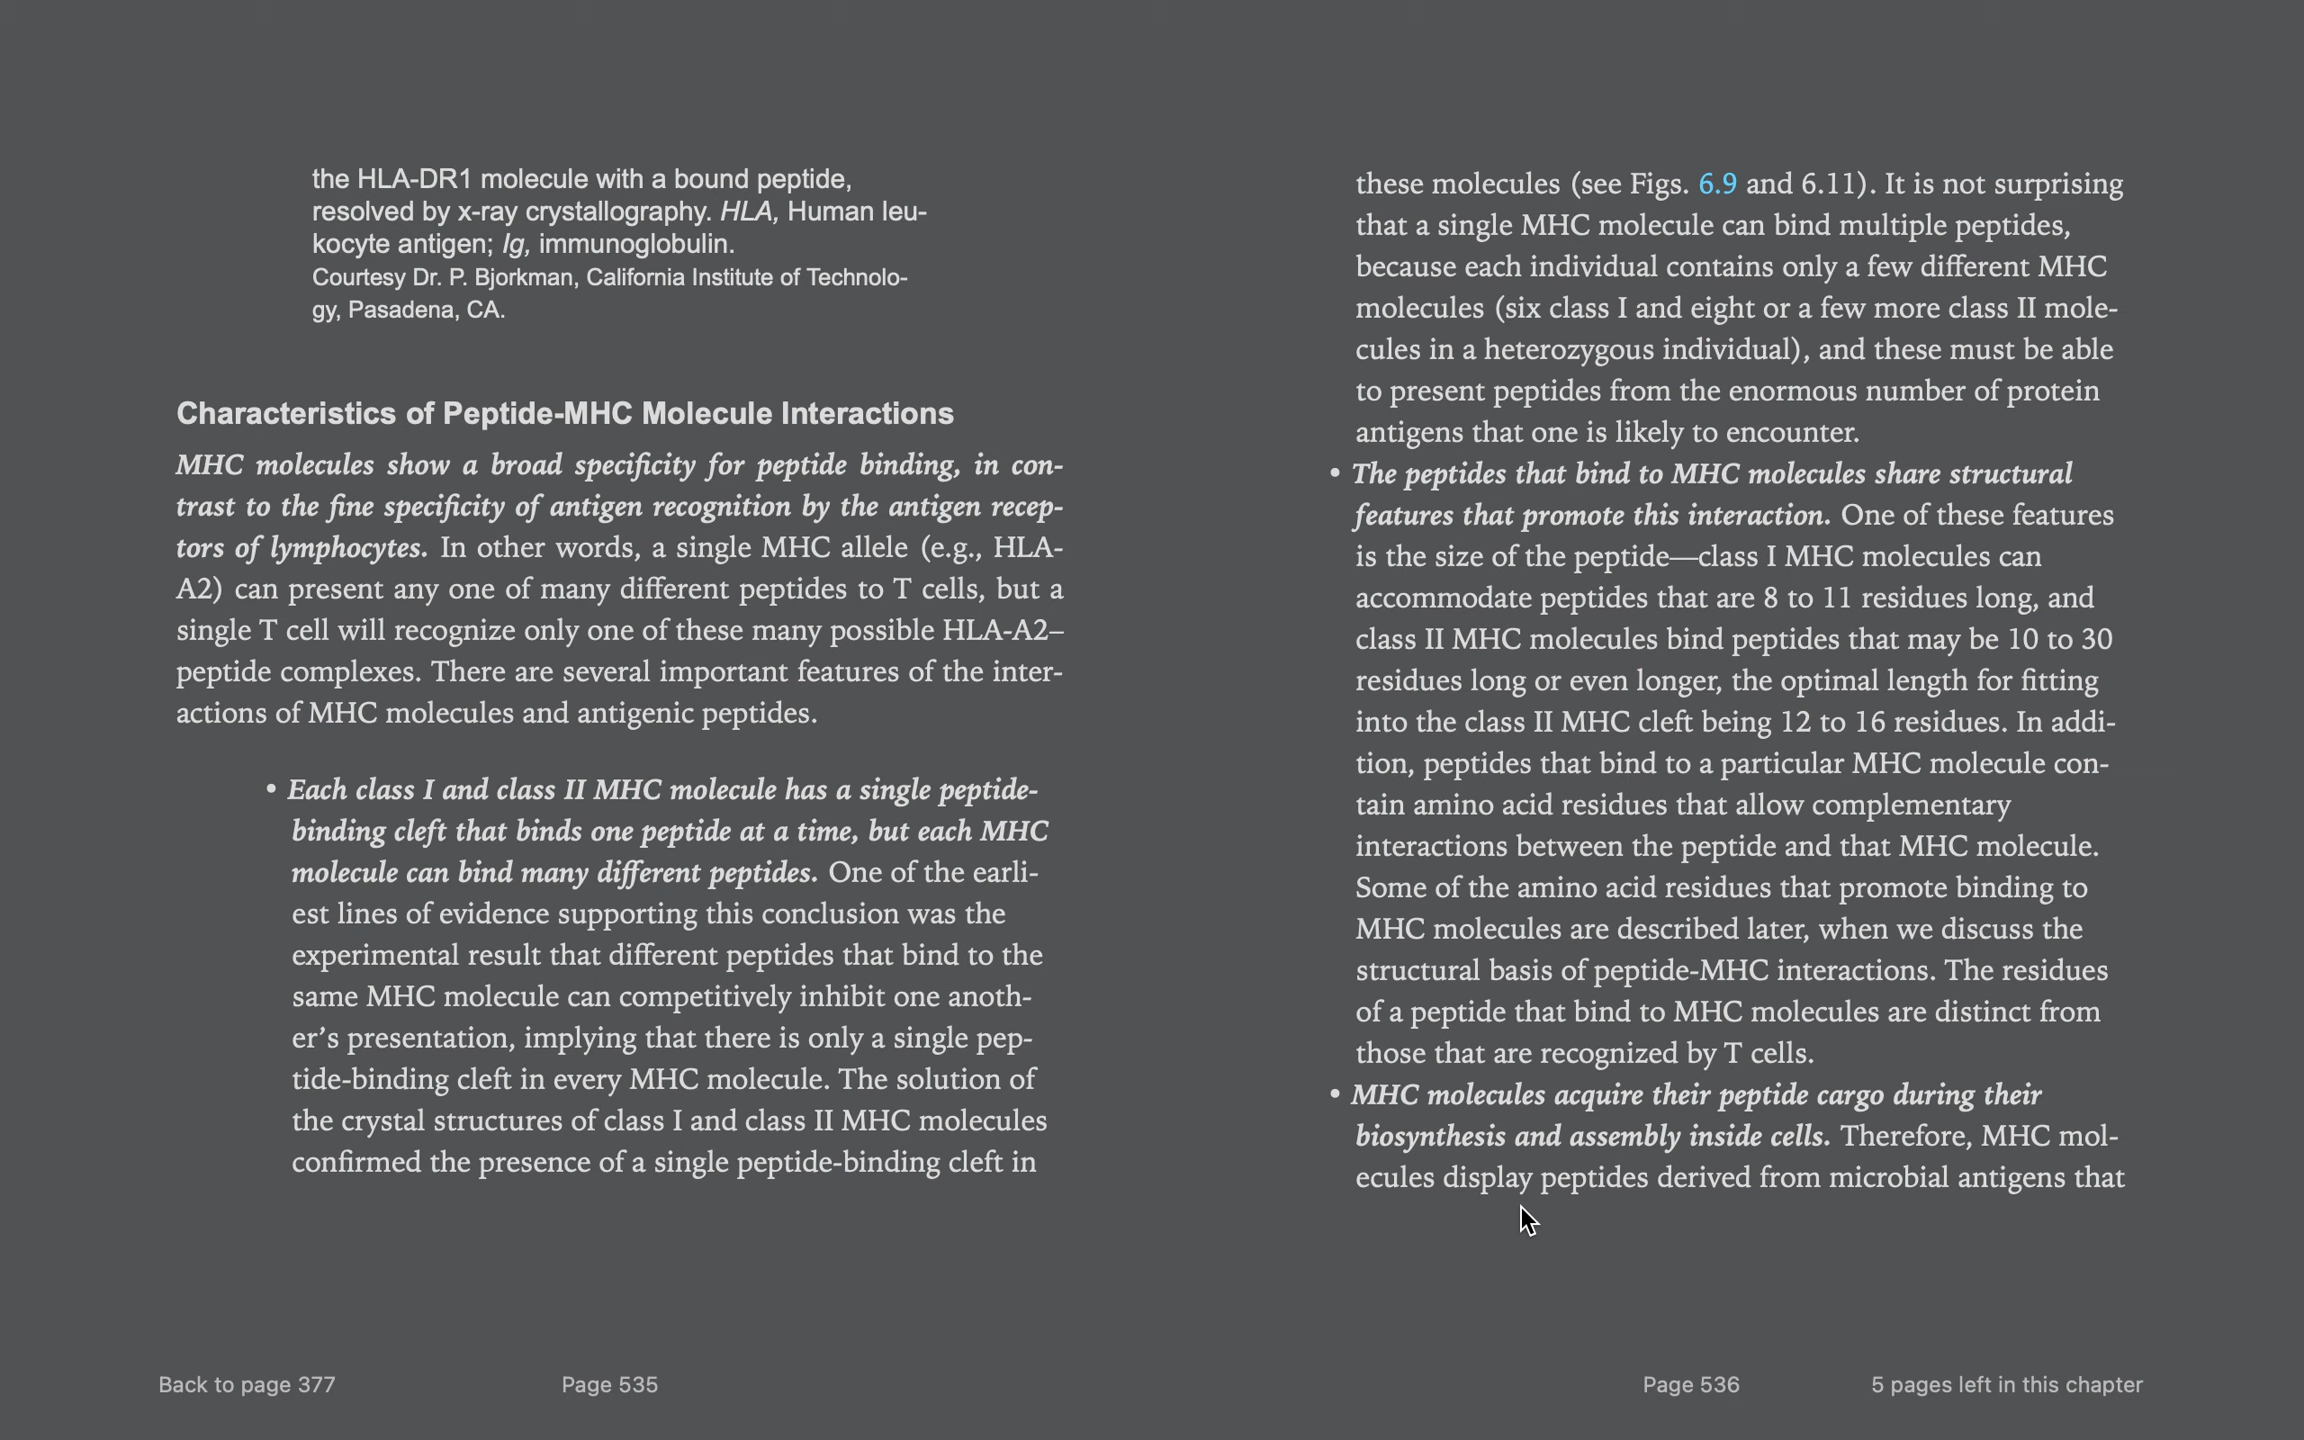 the HLA-DR1 molecule with a bound peptide,
resolved by x-ray crystallography. HLA, Human leu-
kocyte antigen; Ig, immunoglobulin.
Courtesy Dr. P. Bjorkman, California Institute of Technolo-
gy, Pasadena, CA.
Characteristics of Peptide-MHC Molecule Interactions
MHC molecules show a broad specificity for peptide binding, in con-
trast to the fine specificity of antigen recognition by the antigen recep-
tors of lymphocytes. In other words, a single MHC allele (e.g., HLA-
A2) can present any one of many different peptides to T cells, but a
single T cell will recognize only one of these many possible HLA-A2–
peptide complexes. There are several important features of the inter-
actions of MHC molecules and antigenic peptides.
• Each class I and class II MHC molecule has a single peptide-
binding cleft that binds one peptide at a time, but each MHC
molecule can bind many different peptides. One of the earli-
est lines of evidence supporting this conclusion was the
experimental result that different peptides that bind to the
same MHC molecule can competitively inhibit one anoth-
er’s presentation, implying that there is only a single pep-
tide-binding cleft in every MHC molecule. The solution of
the crystal structures of class I and class II MHC molecules
confirmed the presence of a single peptide-binding cleft in
these molecules (see Figs. 6.9 and 6.11). It is not surprising
that a single MHC molecule can bind multiple peptides,
because each individual contains only a few different MHC
molecules (six class I and eight or a few more class II mole-
cules in a heterozygous individual), and these must be able
to present peptides from the enormous number of protein
antigens that one is likely to encounter.
• The peptides that bind to MHC molecules share structural
features that promote this interaction. One of these features
is the size of the peptide—class I MHC molecules can
accommodate peptides that are 8 to 11 residues long, and
class II MHC molecules bind peptides that may be 10 to 30
residues long or even longer, the optimal length for fitting
into the class II MHC cleft being 12 to 16 residues. In addi-
tion, peptides that bind to a particular MHC molecule con-
tain amino acid residues that allow complementary
interactions between the peptide and that MHC molecule.
Some of the amino acid residues that promote binding to
MHC molecules are described later, when we discuss the
structural basis of peptide-MHC interactions. The residues
of a peptide that bind to MHC molecules are distinct from
those that are recognized by T cells.
• MHC molecules acquire their peptide cargo during their
biosynthesis and assembly inside cells. Therefore, MHC mol-
ecules display peptides derived from microbial antigens that
Back to page 377
Page 535
Page 536
5 pages left in this chapter